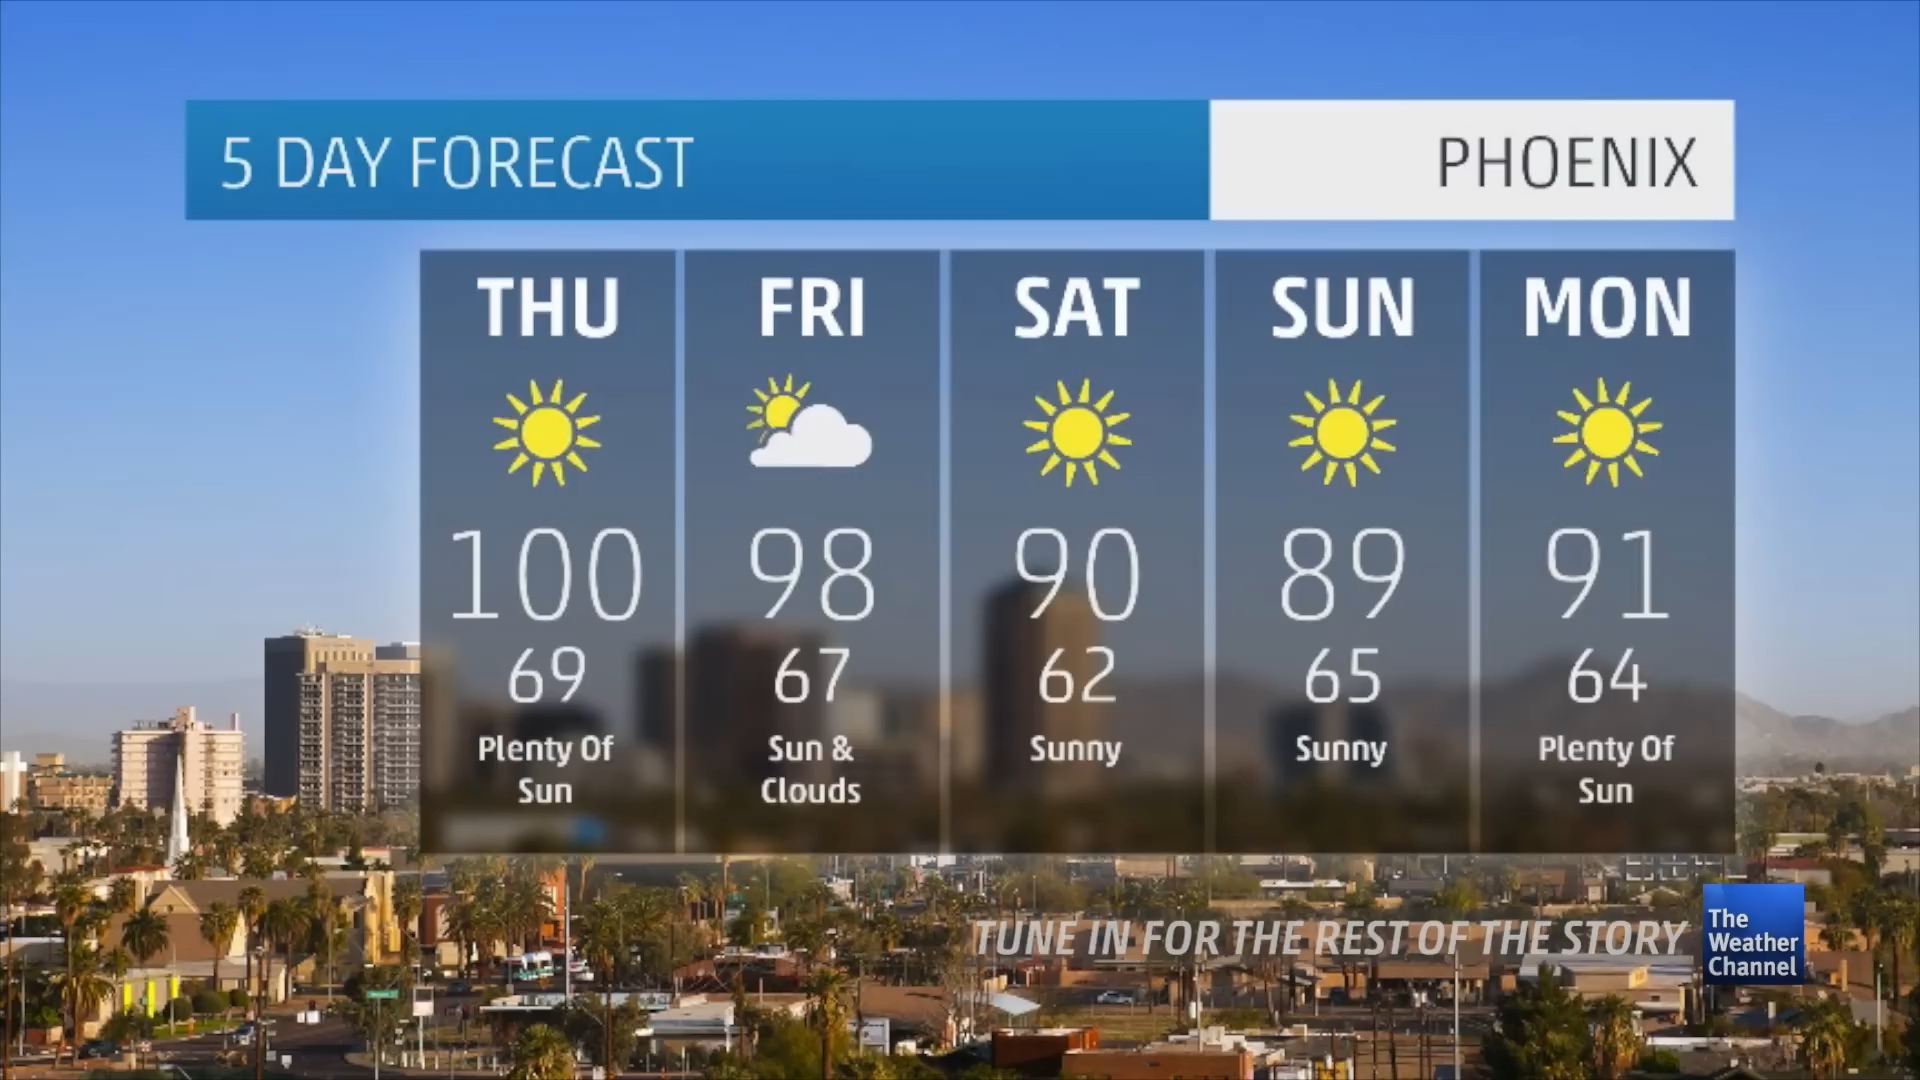 5 DAY FORECAST
PHOENIX
THU
FRI
SAT
SUN
MON
100
98
90
89
91
69
67
62
65
64
Plenty Of
Sun
Sun &
Clouds
Sunny
Sunny
Plenty Of
Sun
TUNE IN FOR THE REST OF THE STORY
The
Weather
Channel